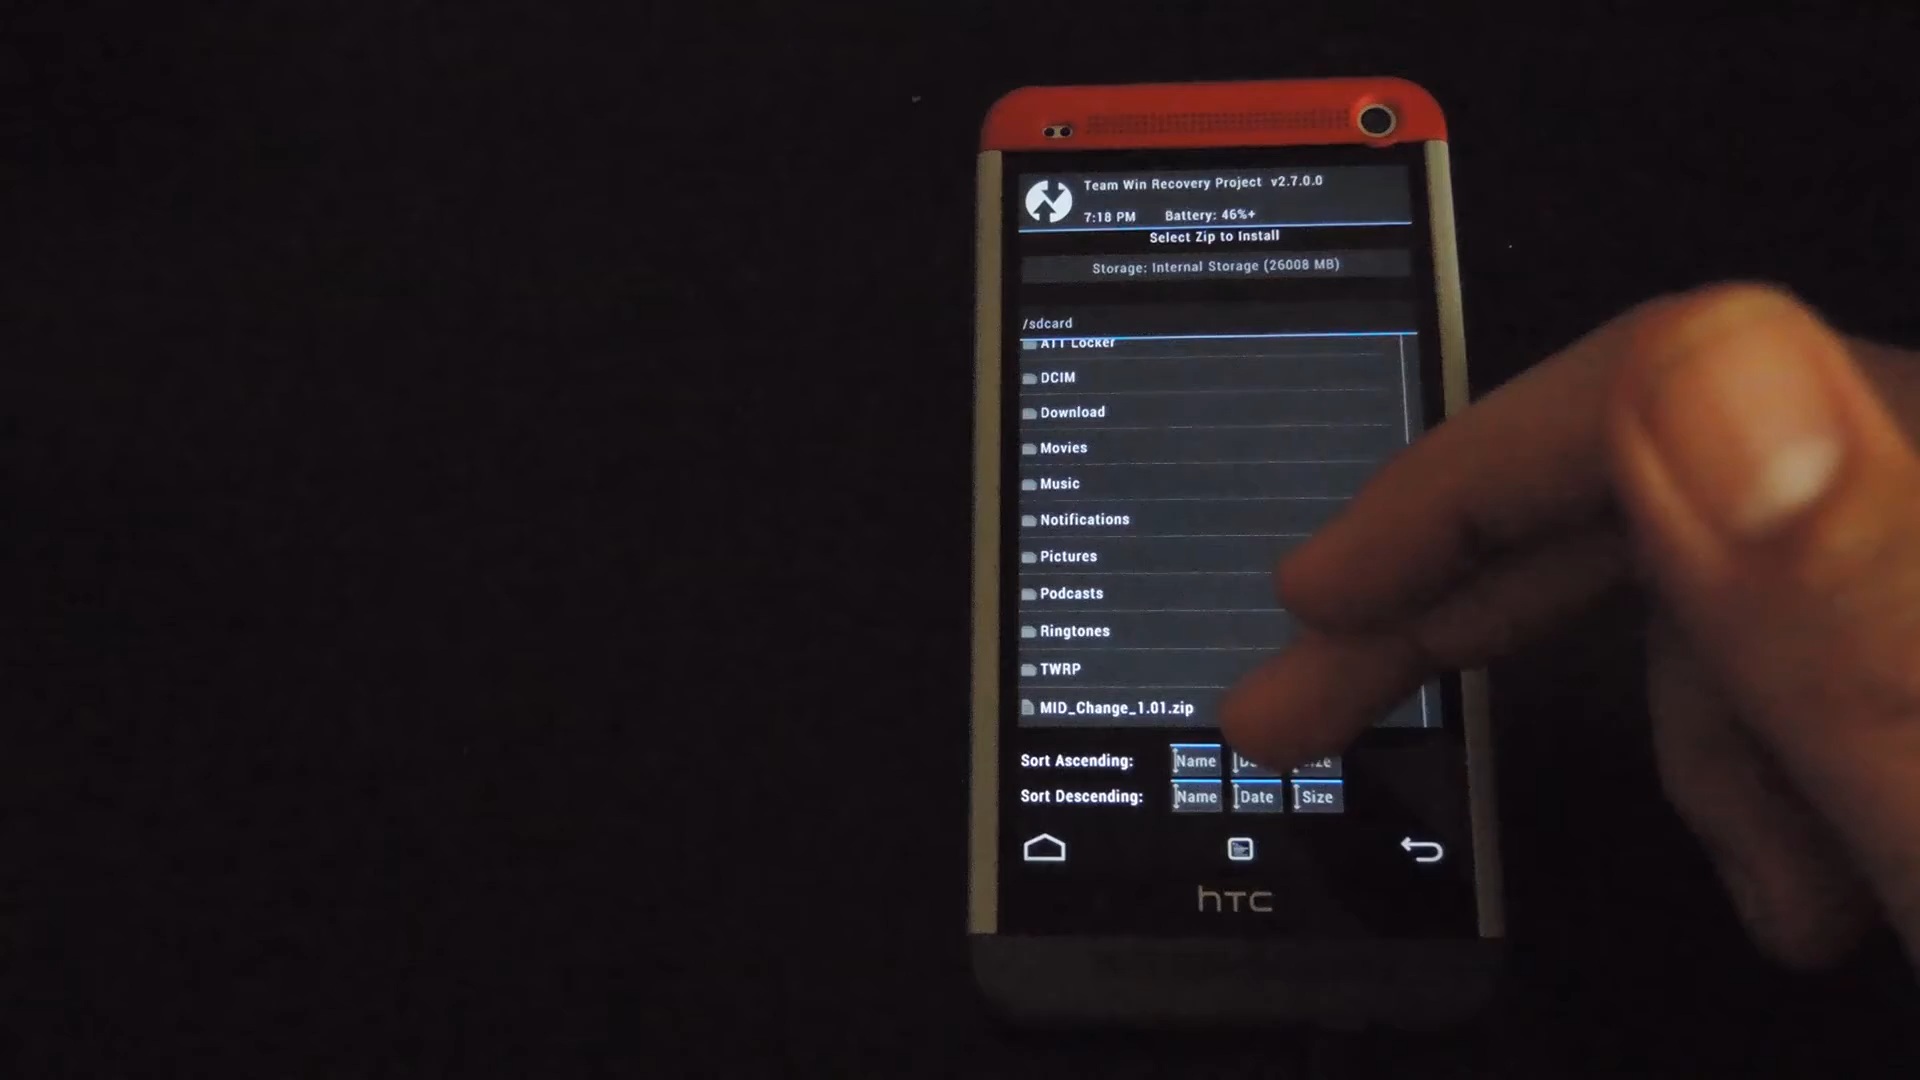 Team Win Recovery Project v2.7.0.0
7:18 PM Battery: 46%+
Select Zip to Install
Storage: Internal Storage (26008 MB)
/sdcard
ATT Locker
DCIM
Download
Movies
Music
Notifications
Pictures
Podcasts
Ringtones
TWRP
MID_Change_1.01.zip
Sort Ascending: Name
Sort Descending: Name Date Size
hTC